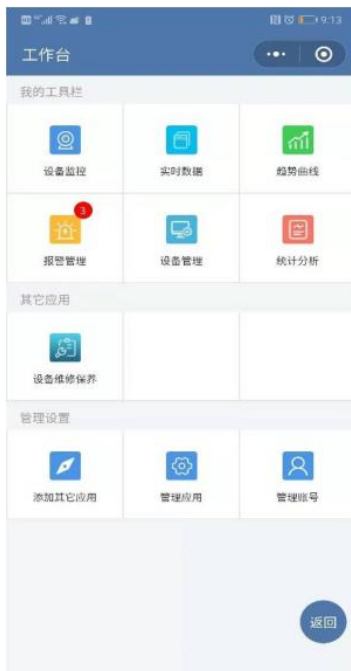 9:13
工作台
我的工具栏
设备监控 实时数据 趋势曲线
3
报警管理 设备管理 统计分析
其它应用
设备维修保养
管理设置
添加其它应用 管理应用 管理账号
返回